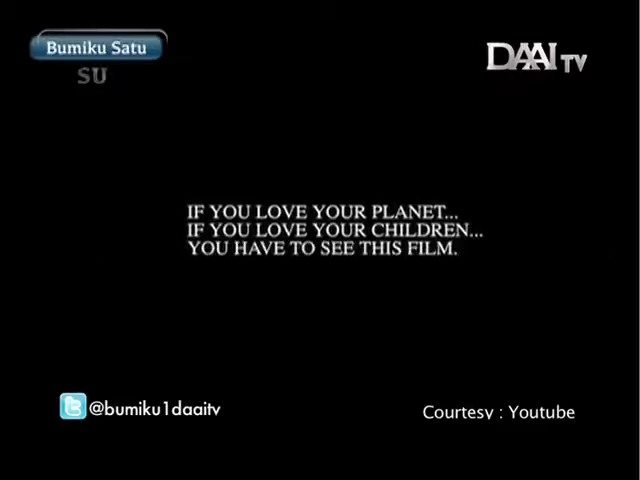 Bumiku Satu
SU
DAAI TV
IF YOU LOVE YOUR PLANET...
IF YOU LOVE YOUR CHILDREN...
YOU HAVE TO SEE THIS FILM.
@bumiku1daaitv
Courtesy : Youtube